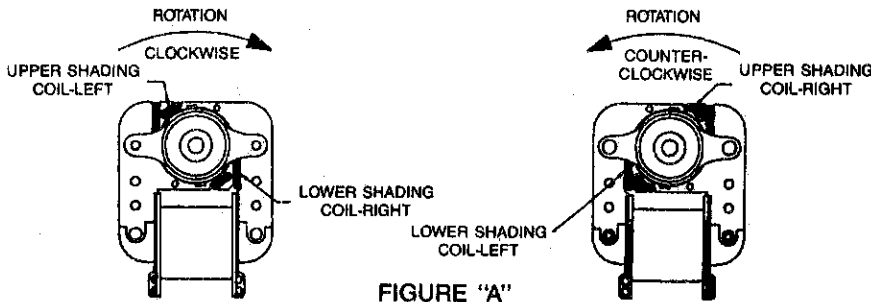 ROTATION
CLOCKWISE
UPPER SHADING
COIL-LEFT
LOWER SHADING
COIL-RIGHT
ROTATION
COUNTER-
CLOCKWISE
UPPER SHADING
COIL-RIGHT
LOWER SHADING
COIL-LEFT
FIGURE "A"